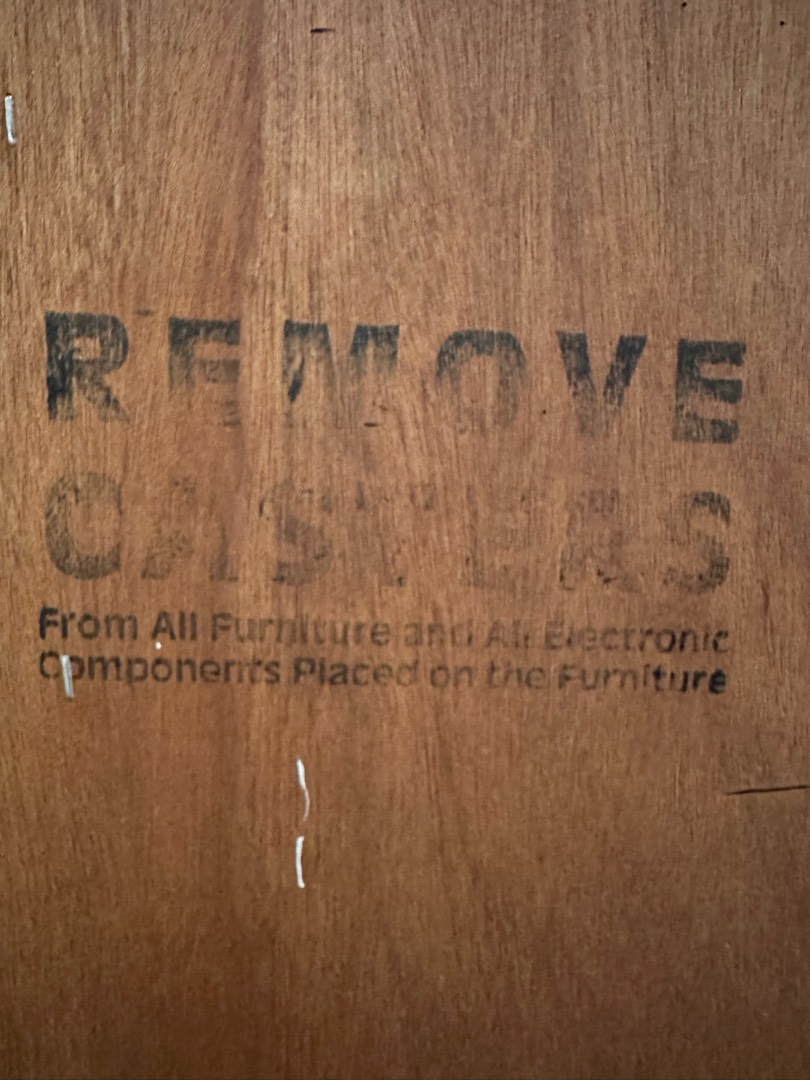 REMOVE
CASTERS
From All Furniture and All Electronic
Components Placed on the Furniture